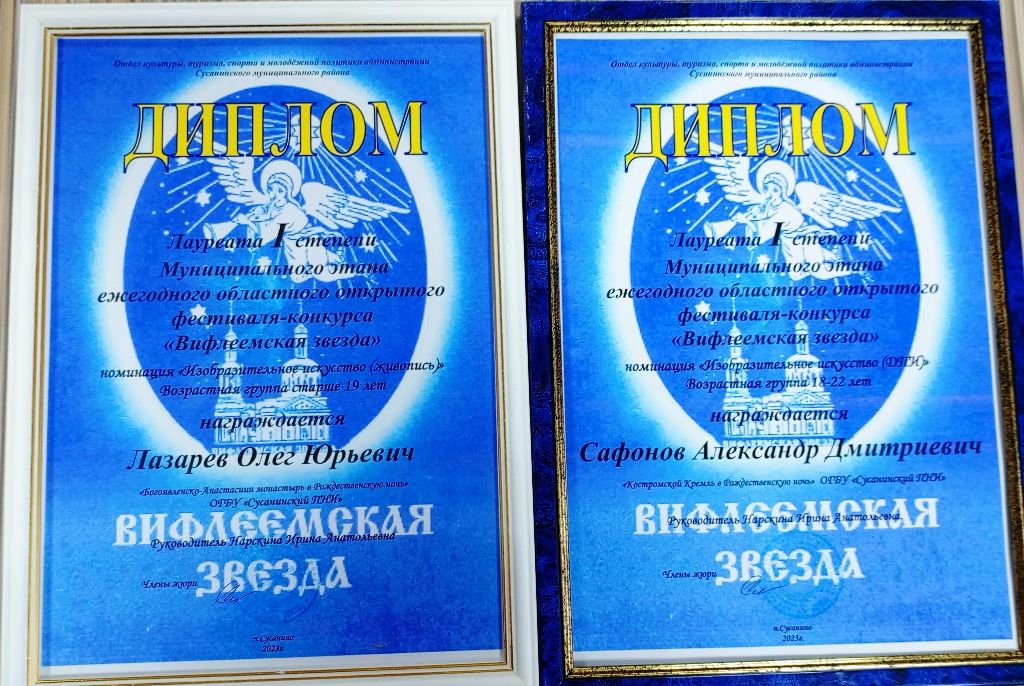 Отдел культуры, туризма, спорта и молодёжной политики администрации
Сусанинского муниципального района
ДИПЛОМ
Лауреата I степени
Муниципального этапа
ежегодного областного открытого
фестиваля-конкурса
«Вифлеемская звезда»
номинация «Изобразительное искусство (живопись)»
Возрастная группа старше 19 лет
награждается
Лазарев Олег Юрьевич
«Богоявленско-Анастасиин монастырь в Рождественскую ночь»
ОГБУ «Сусанинский ПНИ»
ВИФЛЕЕМСКАЯ
Руководитель Нарскина Ирина Анатольевна
ЗВЕЗДА
Члены жюри
п.Сусанино
2023г.
Отдел культуры, туризма, спорта и молодёжной политики администрации
Сусанинского муниципального района
ДИПЛОМ
Лауреата I степени
Муниципального этапа
ежегодного областного открытого
фестиваля-конкурса
«Вифлеемская звезда»
номинация «Изобразительное искусство (ДПИ)»
Возрастная группа 18-22 лет
награждается
Сафонов Александр Дмитриевич
«Костромской Кремль в Рождественскую ночь» ОГБУ «Сусанинский ПНИ»
ВИФЛЕЕМСКАЯ
Руководитель Нарскина Ирина Анатольевна
ЗВЕЗДА
Члены жюри
п.Сусанино
2023г.